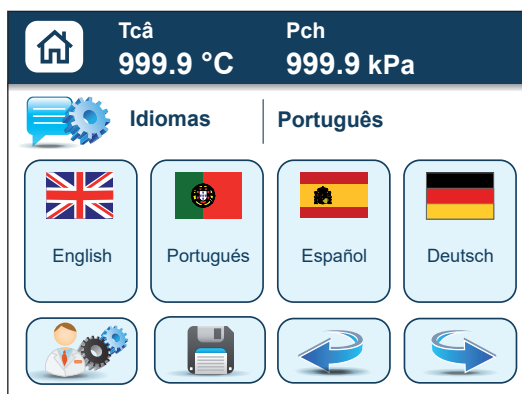 Tcâ Pch
999.9 °C 999.9 kPa
Idiomas Português
English Portugués Español Deutsch